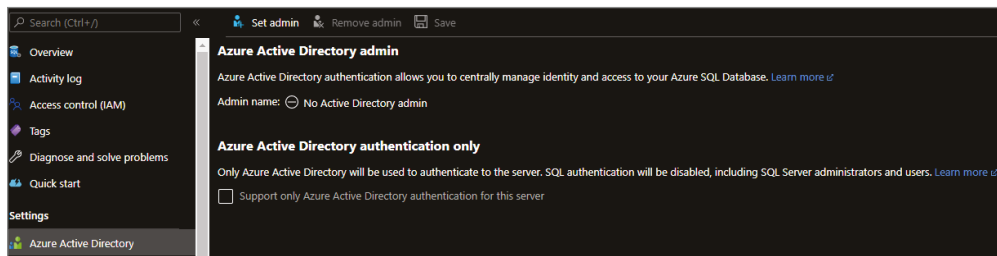 Search (Ctrl+/)
«
Set admin
Remove admin
Save
Overview
Activity log
Access control (IAM)
Tags
Diagnose and solve problems
Quick start
Settings
Azure Active Directory
Azure Active Directory admin
Azure Active Directory authentication allows you to centrally manage identity and access to your Azure SQL Database. Learn more
Admin name: No Active Directory admin
Azure Active Directory authentication only
Only Azure Active Directory will be used to authenticate to the server. SQL authentication will be disabled, including SQL Server administrators and users. Learn more
Support only Azure Active Directory authentication for this server